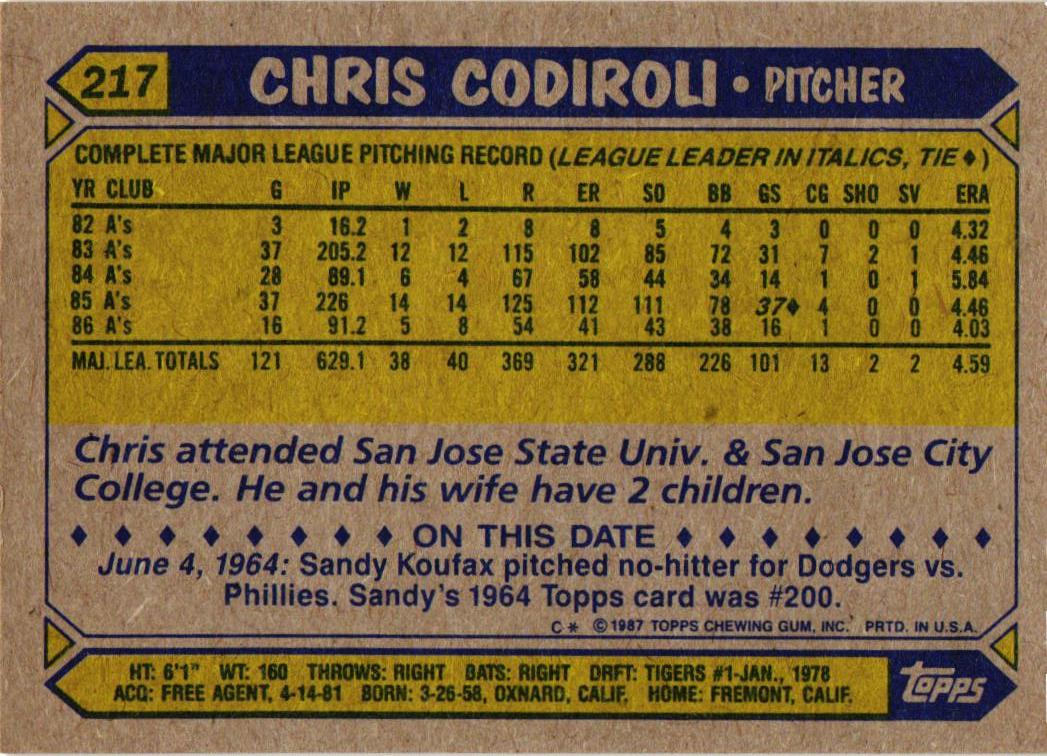 217 CHRIS CODIROLI • PITCHER
COMPLETE MAJOR LEAGUE PITCHING RECORD (LEAGUE LEADER IN ITALICS, TIE ♦)
YR CLUB G IP W L R ER SO BB GS CG SHO SV ERA
82 A's 3 16.2 1 2 8 8 5 4 3 0 0 0 4.32
83 A's 37 205.2 12 12 115 102 85 72 31 7 2 1 4.46
84 A's 28 89.1 6 4 67 58 44 34 14 1 0 1 5.84
85 A's 37 226 14 14 125 112 111 78 37♦ 4 0 0 4.46
86 A's 16 91.2 5 8 54 41 43 38 16 1 0 0 4.03
MAJ. LEA. TOTALS 121 629.1 38 40 369 321 288 226 101 13 2 2 4.59
Chris attended San Jose State Univ. & San Jose City
College. He and his wife have 2 children.
♦ ♦ ♦ ♦ ♦ ♦ ♦ ♦ ON THIS DATE ♦ ♦ ♦ ♦ ♦ ♦ ♦ ♦
June 4, 1964: Sandy Koufax pitched no-hitter for Dodgers vs.
Phillies. Sandy's 1964 Topps card was #200.
C* ©1987 TOPPS CHEWING GUM, INC. PRTD. IN U.S.A.
HT: 6'1" WT: 160 THROWS: RIGHT BATS: RIGHT DRFT: TIGERS #1-JAN., 1978
ACQ: FREE AGENT, 4-14-81 BORN: 3-26-58, OXNARD, CALIF. HOME: FREMONT, CALIF.
Topps